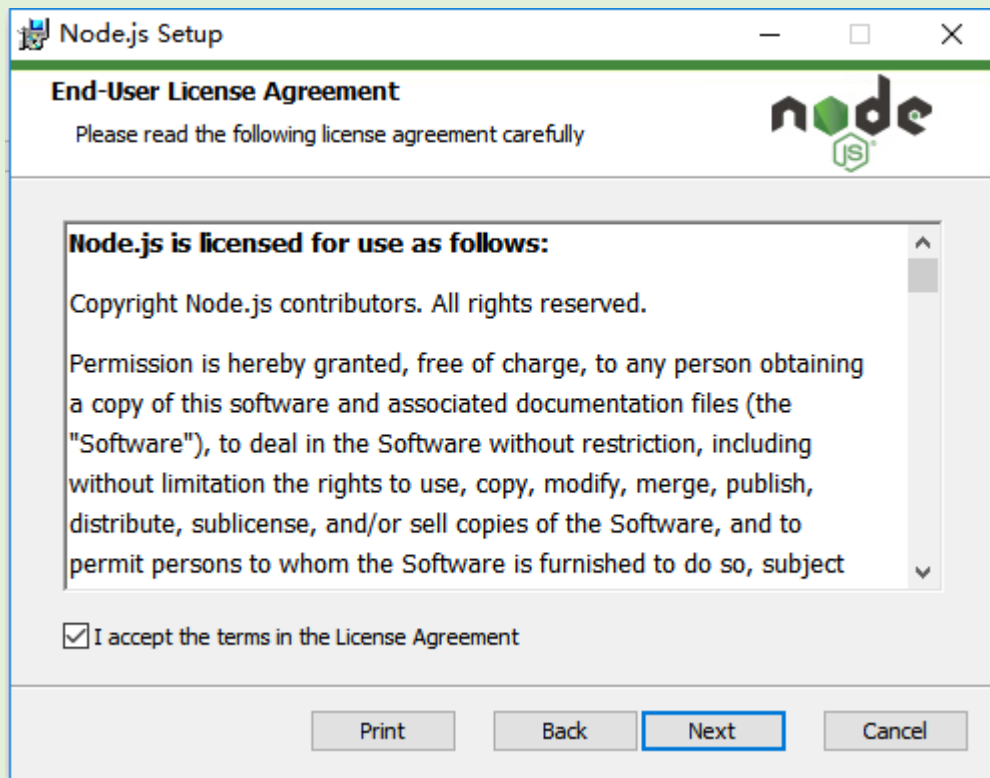 Node.js Setup
End-User License Agreement
Please read the following license agreement carefully
node
JS
Node.js is licensed for use as follows:
Copyright Node.js contributors. All rights reserved.
Permission is hereby granted, free of charge, to any person obtaining
a copy of this software and associated documentation files (the
"Software"), to deal in the Software without restriction, including
without limitation the rights to use, copy, modify, merge, publish,
distribute, sublicense, and/or sell copies of the Software, and to
permit persons to whom the Software is furnished to do so, subject
I accept the terms in the License Agreement
Print Back Next Cancel